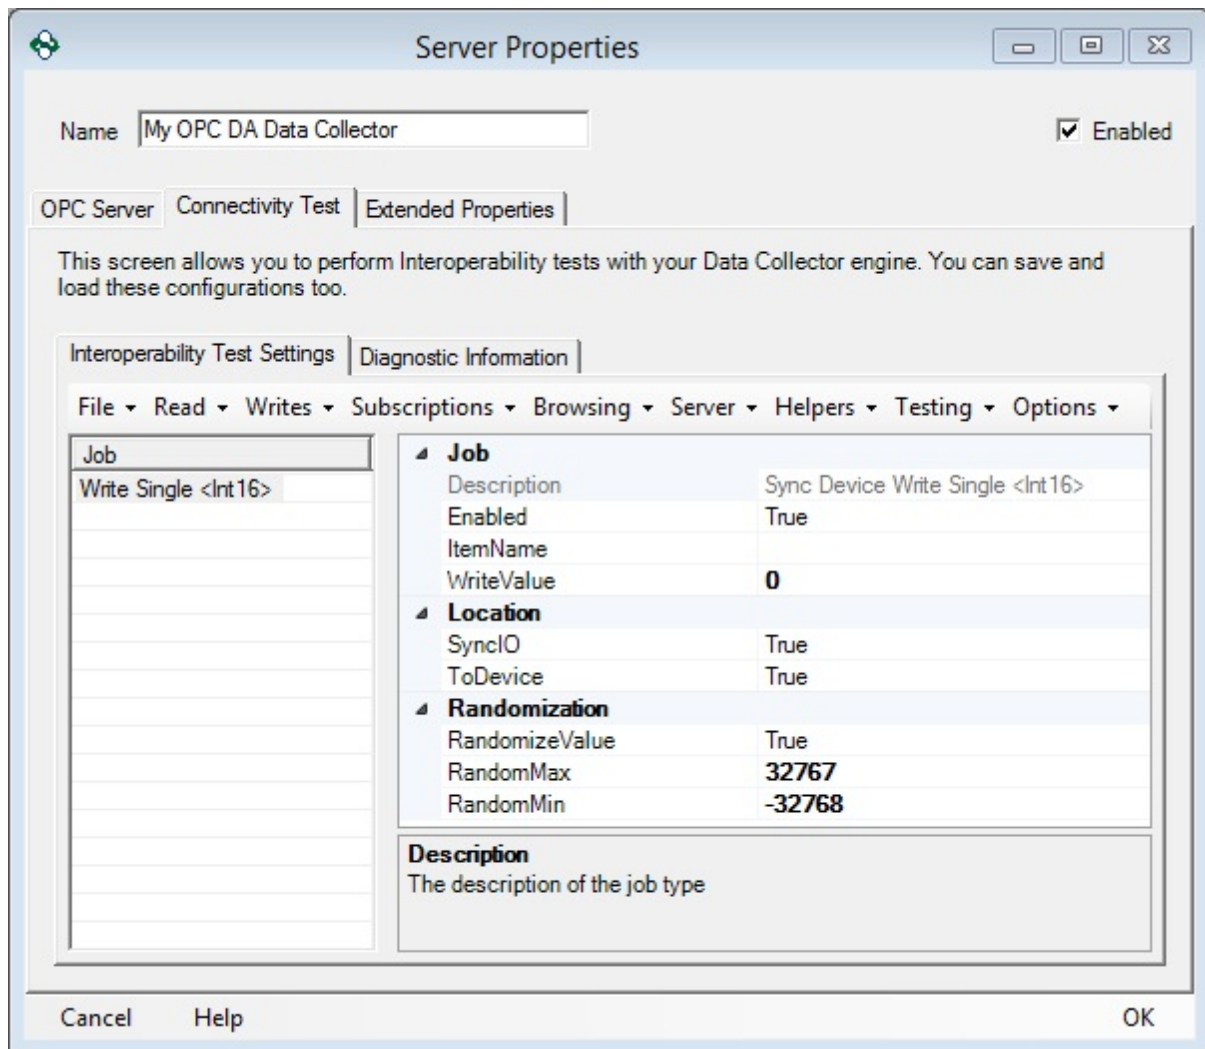 Server Properties
Name My OPC DA Data Collector Enabled
OPC Server Connectivity Test Extended Properties
This screen allows you to perform Interoperability tests with your Data Collector engine. You can save and
load these configurations too.
Interoperability Test Settings Diagnostic Information
File Read Writes Subscriptions Browsing Server Helpers Testing Options
Job
Write Single <Int16>
Job
Description Sync Device Write Single <Int16>
Enabled True
ItemName
WriteValue 0
Location
SyncIO True
ToDevice True
Randomization
RandomizeValue True
RandomMax 32767
RandomMin -32768
Description
The description of the job type
Cancel Help OK